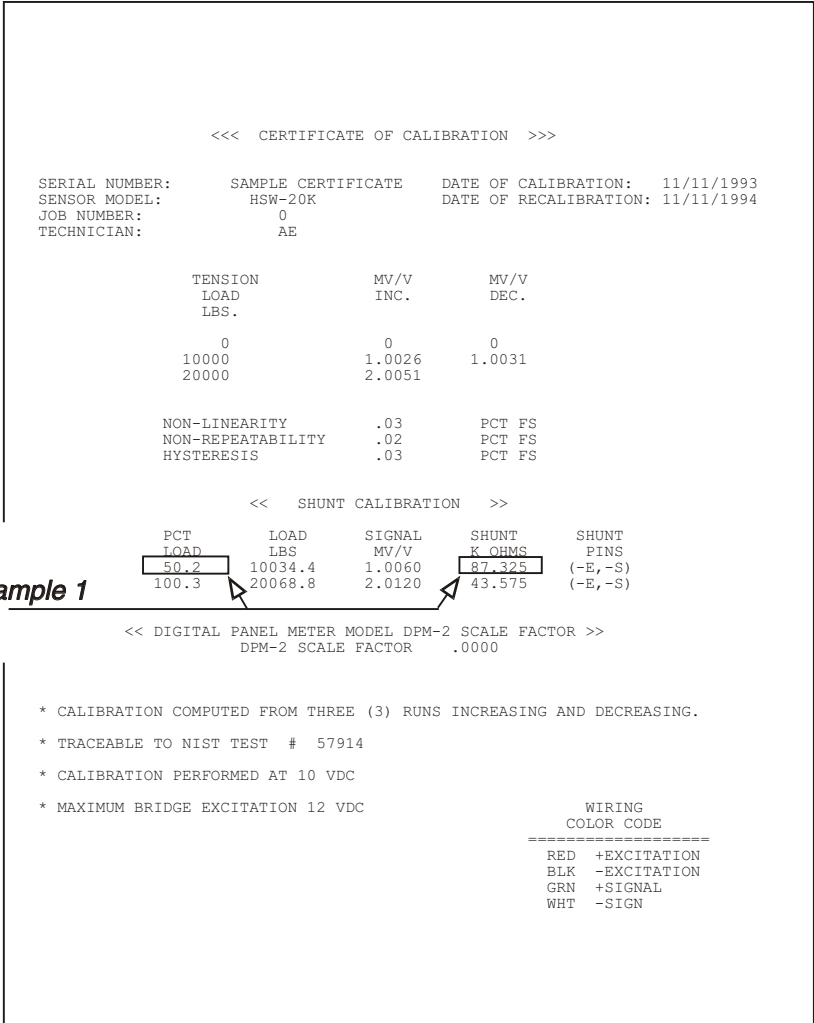 <<< CERTIFICATE OF CALIBRATION >>>
SERIAL NUMBER: SAMPLE CERTIFICATE DATE OF CALIBRATION: 11/11/1993
SENSOR MODEL: HSW-20K DATE OF RECALIBRATION: 11/11/1994
JOB NUMBER: 0
TECHNICIAN: AE
TENSION MV/V MV/V
LOAD INC. DEC.
LBS.
0 0 0
10000 1.0026 1.0031
20000 2.0051
NON-LINEARITY .03 PCT FS
NON-REPEATABILITY .02 PCT FS
HYSTERESIS .03 PCT FS
<< SHUNT CALIBRATION >>
PCT LOAD SIGNAL SHUNT SHUNT
LOAD LBS MV/V K OHMS PINS
50.2 10034.4 1.0060 87.325 (-E,-S)
100.3 20068.8 2.0120 43.575 (-E,-S)
ample 1
<< DIGITAL PANEL METER MODEL DPM-2 SCALE FACTOR >>
DPM-2 SCALE FACTOR .0000
* CALIBRATION COMPUTED FROM THREE (3) RUNS INCREASING AND DECREASING.
* TRACEABLE TO NIST TEST # 57914
* CALIBRATION PERFORMED AT 10 VDC
* MAXIMUM BRIDGE EXCITATION 12 VDC
WIRING
COLOR CODE
===================
RED +EXCITATION
BLK -EXCITATION
GRN +SIGNAL
WHT -SIGN